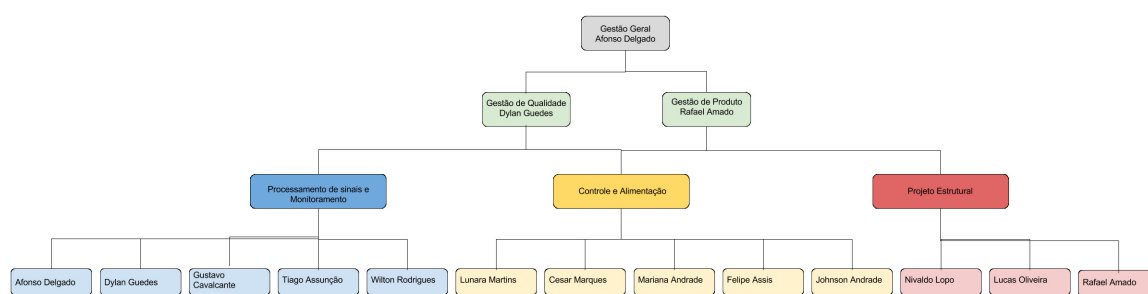 Gestão Geral
Afonso Delgado
Gestão de Qualidade
Dylan Guedes
Gestão de Produto
Rafael Amado
Processamento de sinais e
Monitoramento
Controle e Alimentação
Projeto Estrutural
Afonso Delgado
Dylan Guedes
Gustavo
Cavalcante
Tiago Assunção
Wilton Rodrigues
Lunara Martins
Cesar Marques
Mariana Andrade
Felipe Assis
Johnson Andrade
Nivaldo Lopo
Lucas Oliveira
Rafael Amado